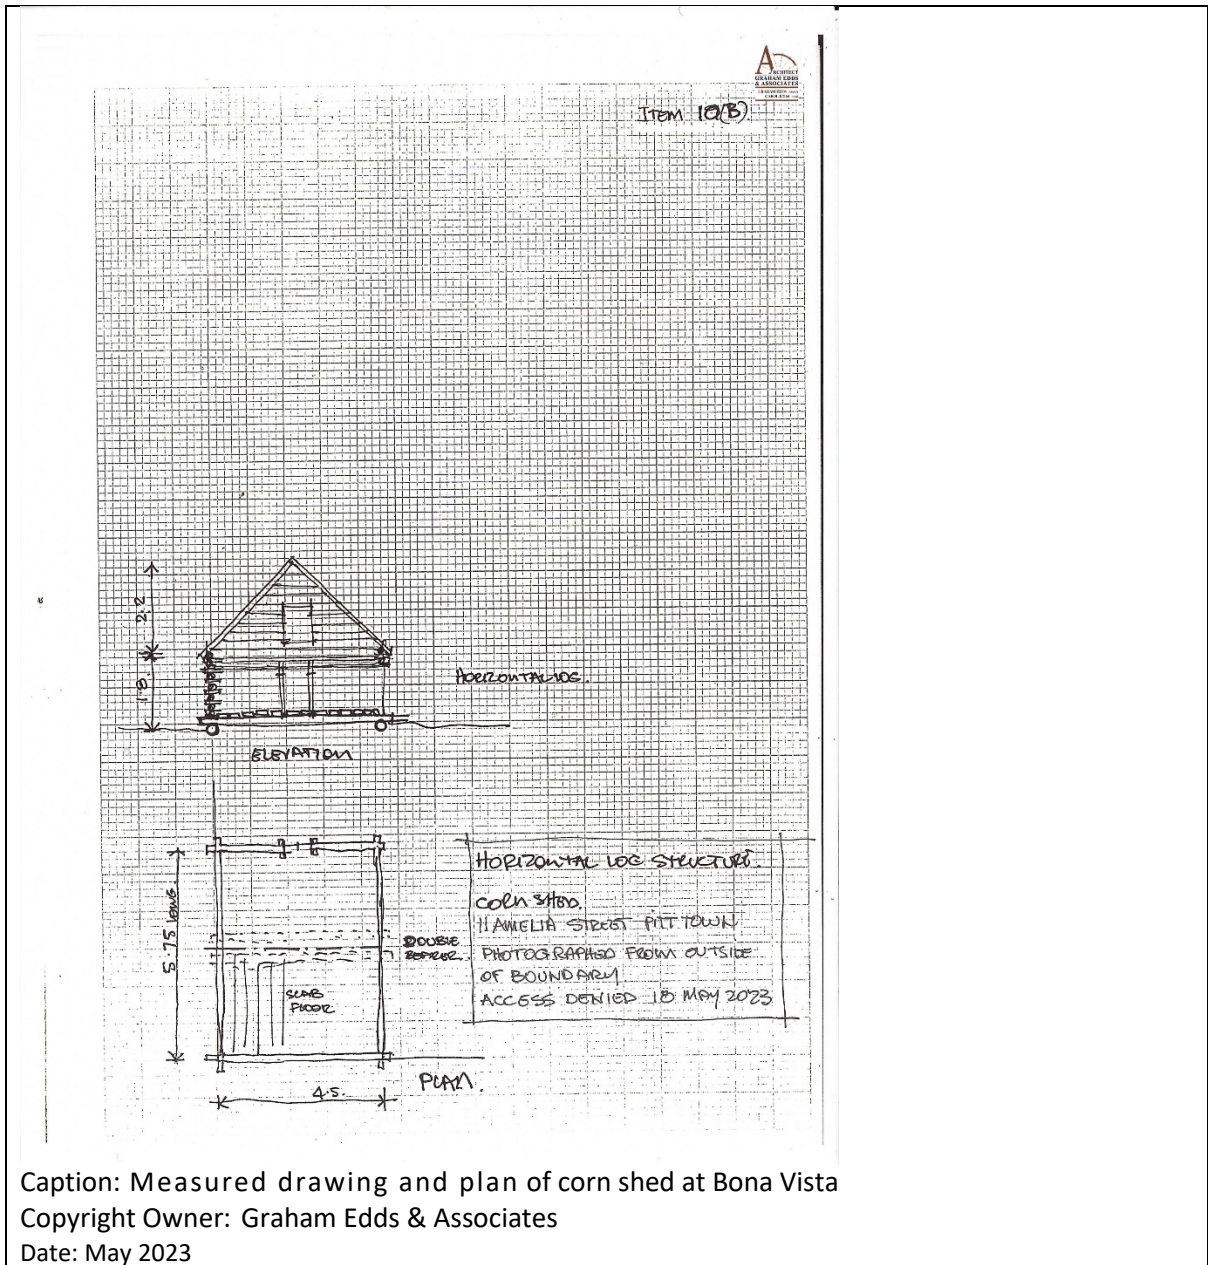 ARCHITECT
GRAHAM EDDS
& ASSOCIATES
ITEM 10(B)
2.2
1.8
HORIZONTAL LOG.
ELEVATION
HORIZONTAL LOG STRUCTURE.
CORN SHED.
11 AMELIA STREET PITT TOWN
PHOTOGRAPHED FROM OUTSIDE
OF BOUNDARY
ACCESS DENIED 18 MAY 2023
5.75 LONG
DOUBLE
BEARER.
SLAB
FLOOR
PLAN.
4.5.
Caption: Measured drawing and plan of corn shed at Bona Vista
Copyright Owner: Graham Edds & Associates
Date: May 2023